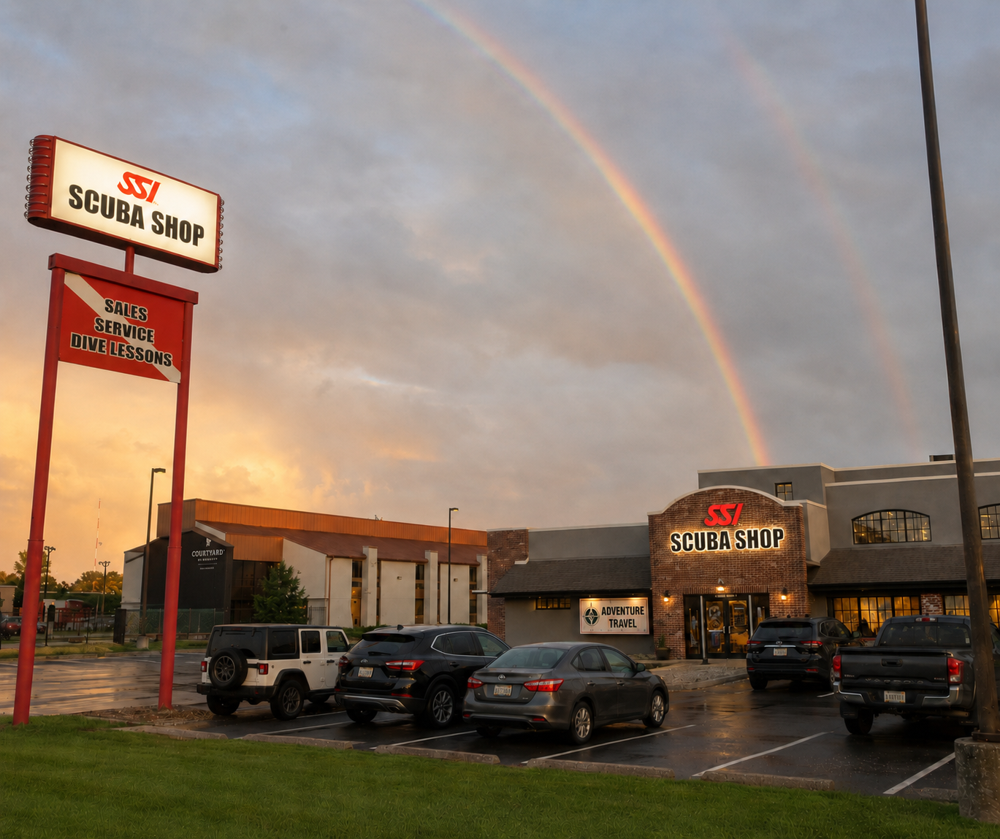 SSI
SCUBA SHOP
SALES
SERVICE
DIVE LESSONS
COURTYARD
SSI
SCUBA SHOP
ADVENTURE
TRAVEL